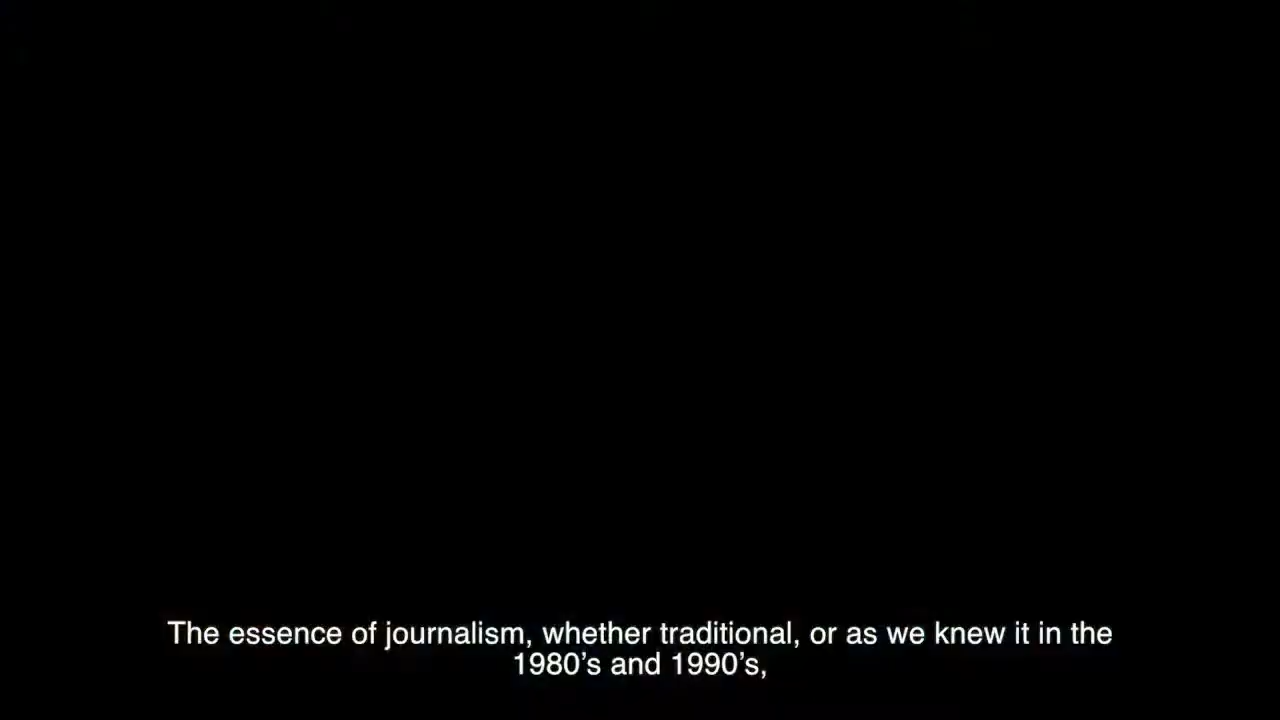 The essence of journalism, whether traditional, or as we knew it in the
1980’s and 1990’s,